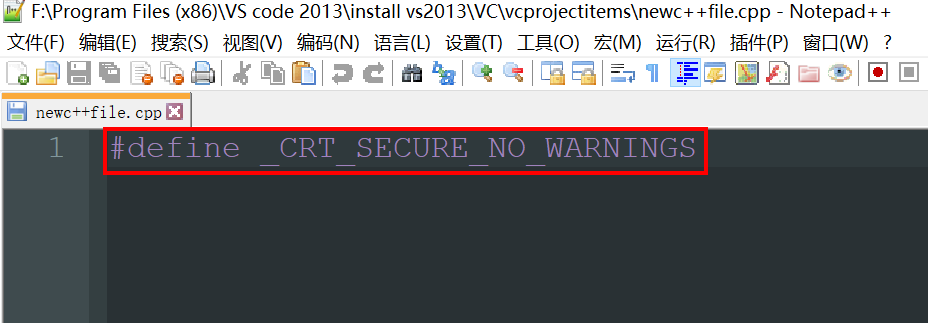 F:\Program Files (x86)\VS code 2013\install vs2013\VC\vcprojectitems\newc++file.cpp - Notepad++
文件(F) 编辑(E) 搜索(S) 视图(V) 编码(N) 语言(L) 设置(T) 工具(O) 宏(M) 运行(R) 插件(P) 窗口(W) ?
newc++file.cpp
1 #define _CRT_SECURE_NO_WARNINGS